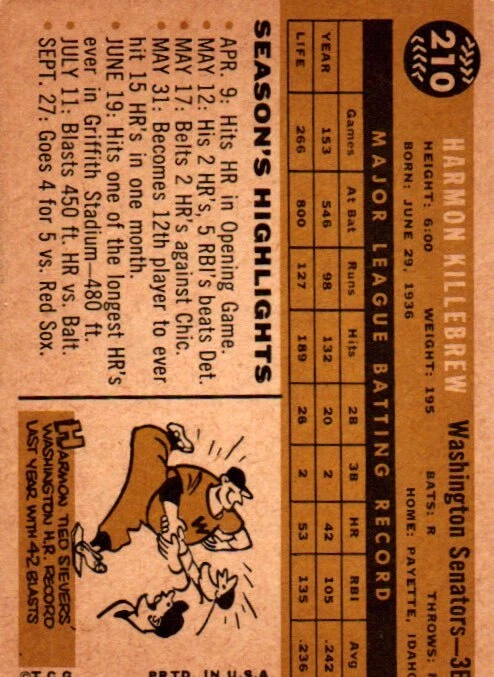 210
HARMON KILLEBREW Washington Senators—3B
HEIGHT: 6:00 WEIGHT: 195 BATS: R THROWS:
BORN: JUNE 29, 1936 HOME: PAYETTE, IDAHO
MAJOR LEAGUE BATTING RECORD
Games At Bat Runs Hits 2B 3B HR RBI Avg
YEAR 153 546 98 132 20 2 42 105 .242
LIFE 266 800 127 189 26 2 53 135 .236
SEASON'S HIGHLIGHTS
• APR. 9: Hits HR in Opening Game.
• MAY 12: His 2 HR's, 5 RBI's beats Det.
• MAY 17: Belts 2 HR's against Chic.
• MAY 31: Becomes 12th player to ever
hit 15 HR's in one month.
• JUNE 19: Hits one of the longest HR's
ever in Griffith Stadium—480 ft.
• JULY 11: Blasts 450 ft. HR vs. Balt.
• SEPT. 27: Goes 4 for 5 vs. Red Sox.
W
HARMON TIED SIEVERS'
WASHINGTON H.R. RECORD
LAST YEAR WITH 42 BLASTS
©T.C.G. PRTD. IN U.S.A.